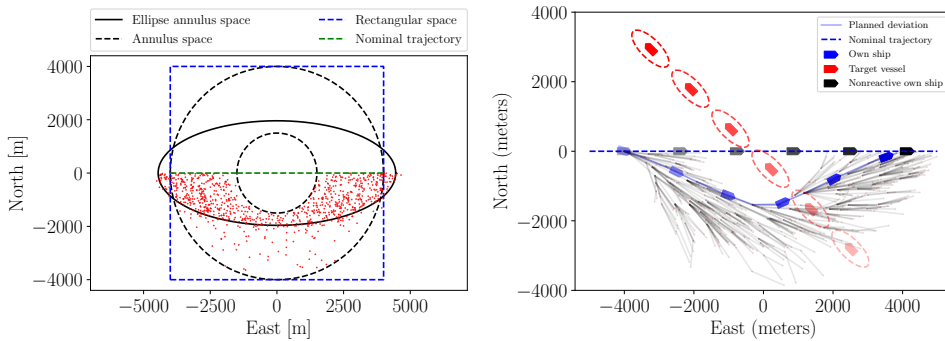 Ellipse annulus space
Annulus space
Rectangular space
Nominal trajectory
4000
2000
0
−2000
−4000
North [m]
−5000 −2500 0 2500 5000
East [m]
Planned deviation
Nominal trajectory
Own ship
Target vessel
Nonreactive own ship
4000
2000
0
−2000
−4000
North (meters)
−4000 −2000 0 2000 4000
East (meters)